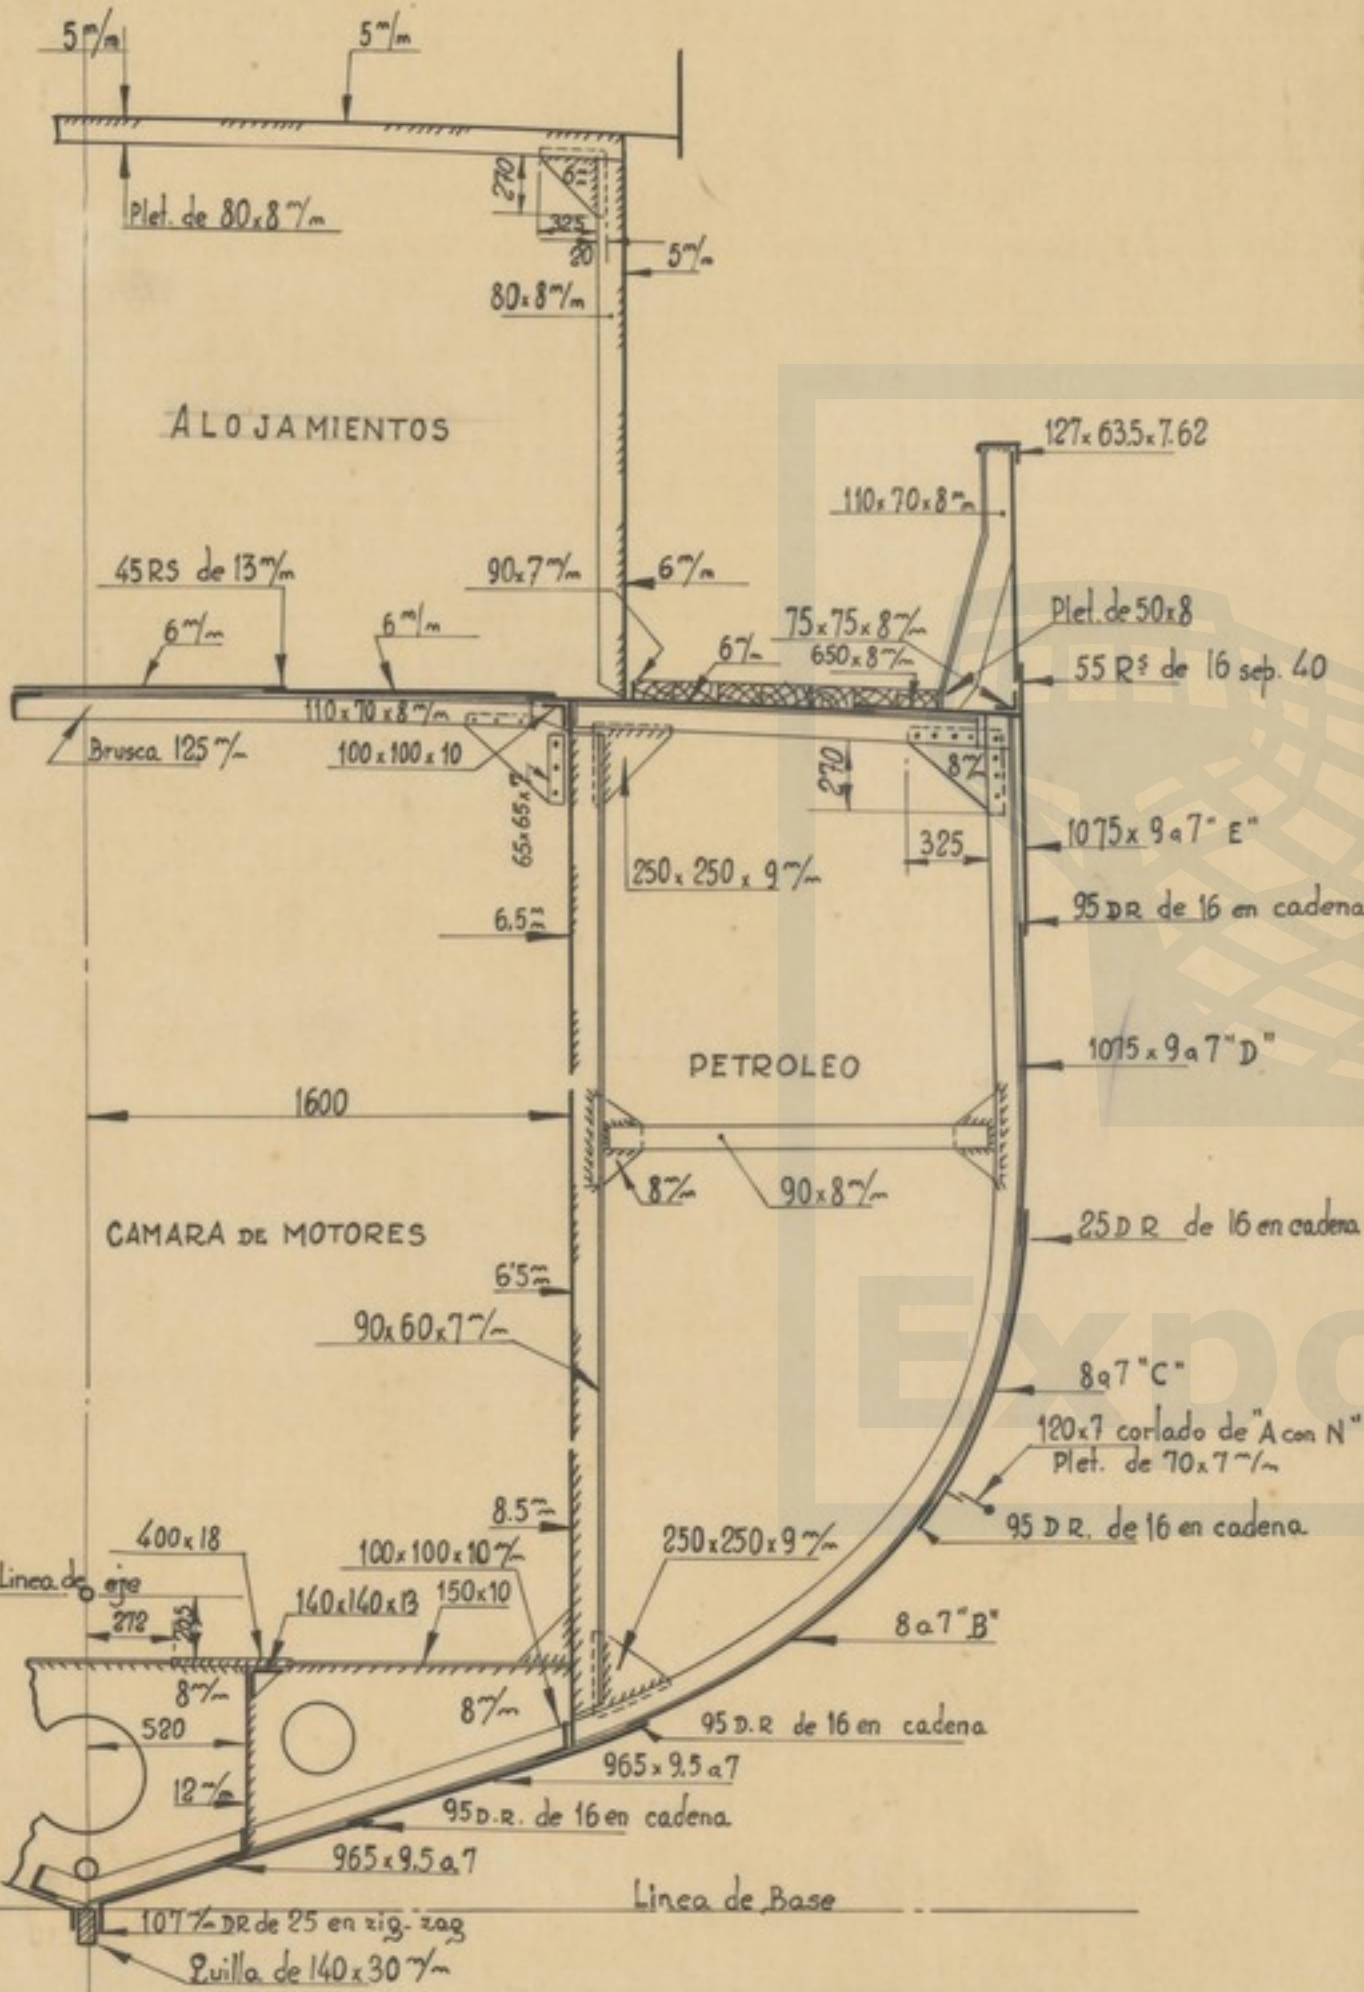 5 m/m
5 m/m
Plet. de 80x8 m/m
270
6
325
20
5 m/m
80x8 m/m
ALOJAMIENTOS
127x63.5x7.62
110x70x8 m/m
45 RS de 13 m/m
90x7 m/m
6 m/m
6 m/m
6 m/m
6 m/m
75x75x8 m/m
650x8 m/m
Plet. de 50x8
55 Rs de 16 sep. 40
110x70x8 m/m
Brusca 125 m/m
100x100x10
65x65x7
270
8 m/m
325
250x250x9 m/m
1075x9 a 7 "E"
95 DR de 16 en cadena
6.5 m/m
PETROLEO
1075x9 a 7 "D"
1600
8 m/m
90x8 m/m
CAMARA DE MOTORES
25 DR de 16 en cadena
6'5 m/m
90x60x7 m/m
8 a 7 "C"
120x7 corlado de "A con N"
Plet. de 70x7 m/m
8.5 m/m
95 D R. de 16 en cadena
400x18
100x100x10 m/m
250x250x9 m/m
Linea de eje
140x140x13
150x10
272
205
8 a 7 "B"
8 m/m
8 m/m
520
95 D.R de 16 en cadena
965x9.5 a 7
12 m/m
95 D.R. de 16 en cadena
965x9.5 a 7
Linea de Base
107 m/m DR de 25 en zig-zag
Quilla de 140x30 m/m
Expo